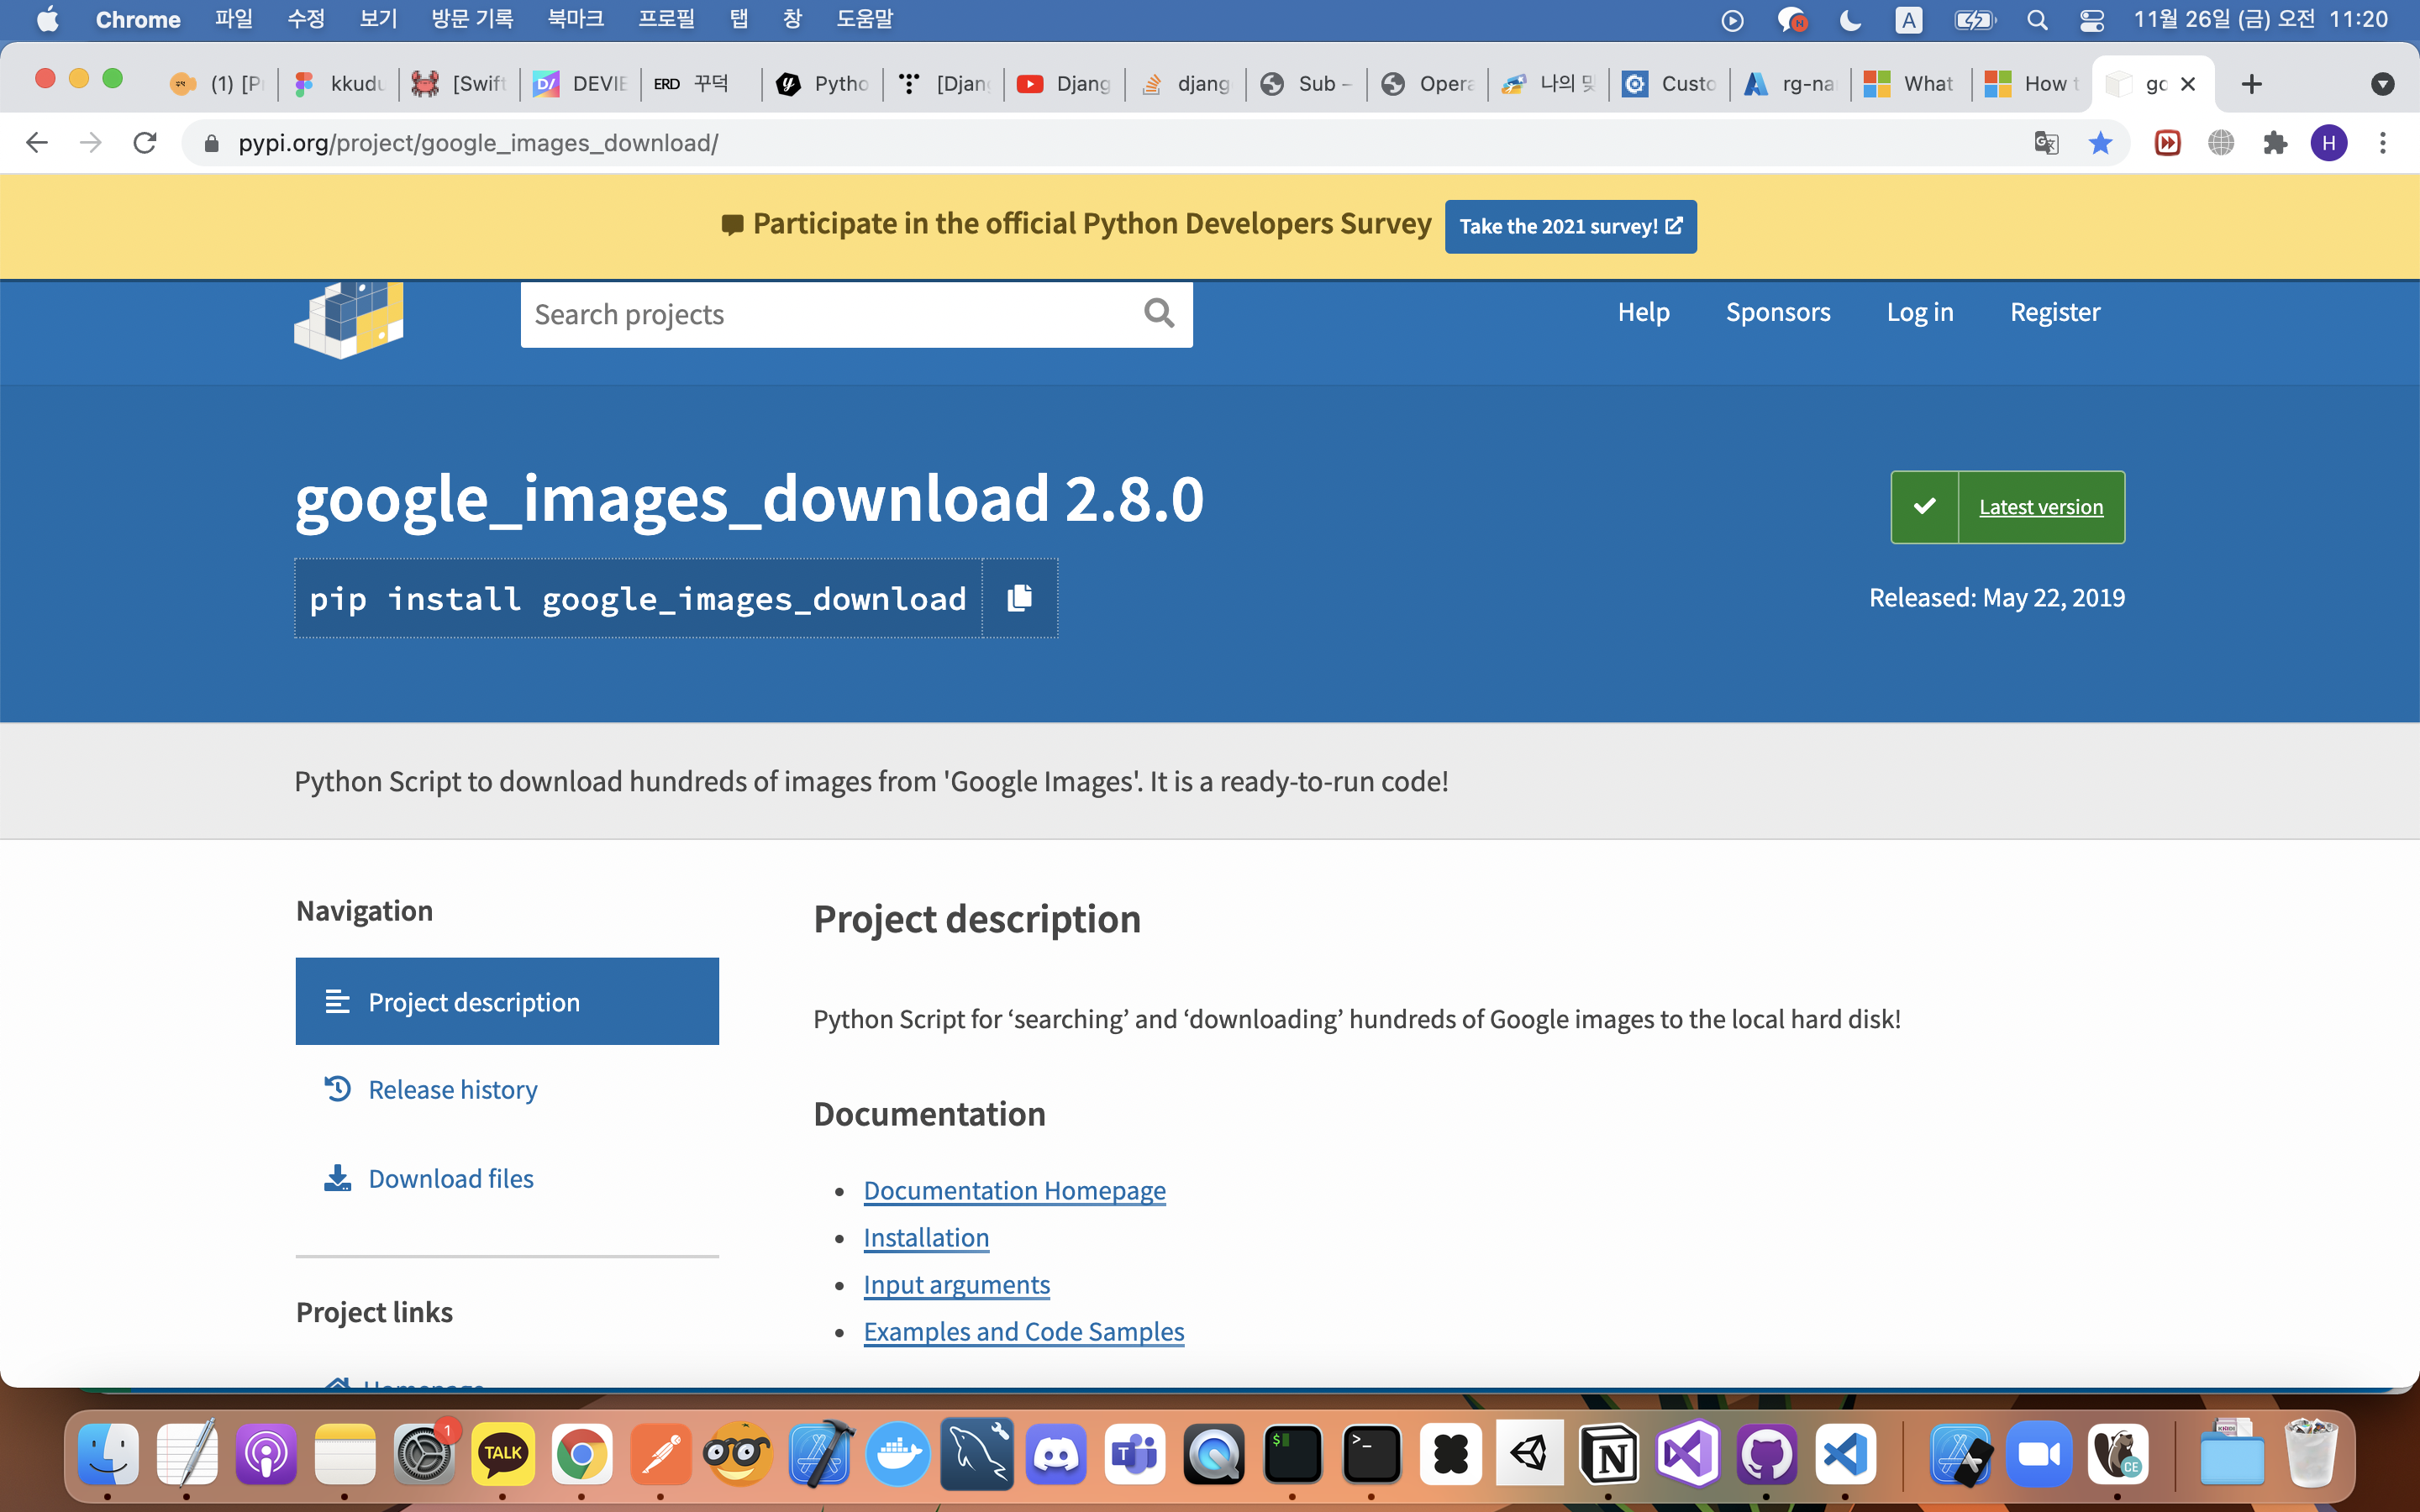 Chrome 파일 수정 보기 방문 기록 북마크 프로필 탭 창 도움말 A 11월 26일 (금) 오전 11:20
(1) [P kkudu [Swift DEVIE ERD 꾸덕 Pytho [Djan Djang djang Sub - Opera 나의 Custo rg-na What How t go
pypi.org/project/google_images_download/ H
Participate in the official Python Developers Survey Take the 2021 survey!
Search projects Help Sponsors Log in Register
google_images_download 2.8.0
Latest version
pip install google_images_download
Released: May 22, 2019
Python Script to download hundreds of images from 'Google Images'. It is a ready-to-run code!
Navigation
Project description
Release history
Download files
Project links
Homepage
Project description
Python Script for ‘searching’ and ‘downloading’ hundreds of Google images to the local hard disk!
Documentation
Documentation Homepage
Installation
Input arguments
Examples and Code Samples
1 TALK T N CE